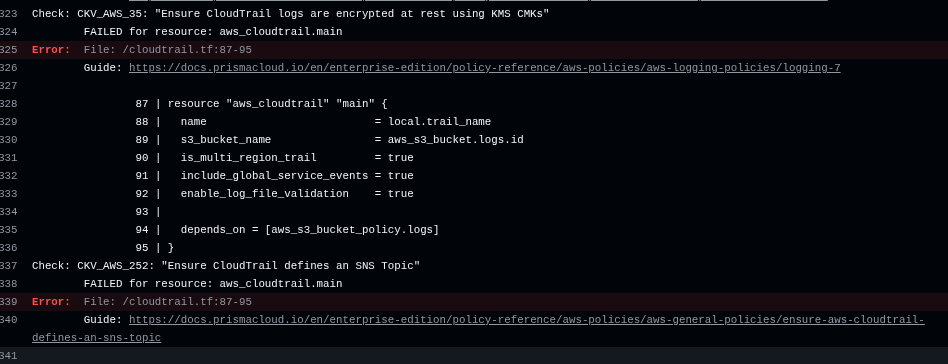 323 Check: CKV_AWS_35: "Ensure CloudTrail logs are encrypted at rest using KMS CMKs"
324         FAILED for resource: aws_cloudtrail.main
325 Error:  File: /cloudtrail.tf:87-95
326         Guide: https://docs.prismacloud.io/en/enterprise-edition/policy-reference/aws-policies/aws-logging-policies/logging-7
327
328                 87 | resource "aws_cloudtrail" "main" {
329                 88 |   name                          = local.trail_name
330                 89 |   s3_bucket_name                = aws_s3_bucket.logs.id
331                 90 |   is_multi_region_trail         = true
332                 91 |   include_global_service_events = true
333                 92 |   enable_log_file_validation    = true
334                 93 |
335                 94 |   depends_on = [aws_s3_bucket_policy.logs]
336                 95 | }
337 Check: CKV_AWS_252: "Ensure CloudTrail defines an SNS Topic"
338         FAILED for resource: aws_cloudtrail.main
339 Error:  File: /cloudtrail.tf:87-95
340         Guide: https://docs.prismacloud.io/en/enterprise-edition/policy-reference/aws-policies/aws-general-policies/ensure-aws-cloudtrail-
defines-an-sns-topic
341